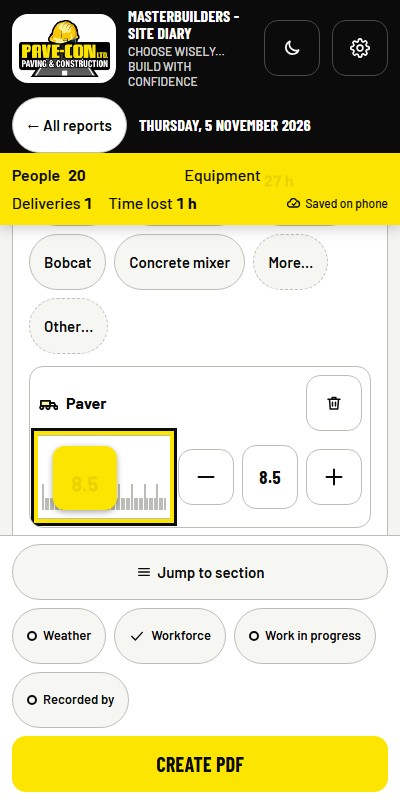 PAVE-CON LTD.
PAVING & CONSTRUCTION
MASTERBUILDERS -
SITE DIARY
CHOOSE WISELY...
BUILD WITH
CONFIDENCE
← All reports
THURSDAY, 5 NOVEMBER 2026
People 20
Equipment 27 h
Deliveries 1 Time lost 1 h
Saved on phone
Bobcat
Concrete mixer
More...
Other...
Paver
8.5
8.5
Jump to section
Weather
Workforce
Work in progress
Recorded by
CREATE PDF